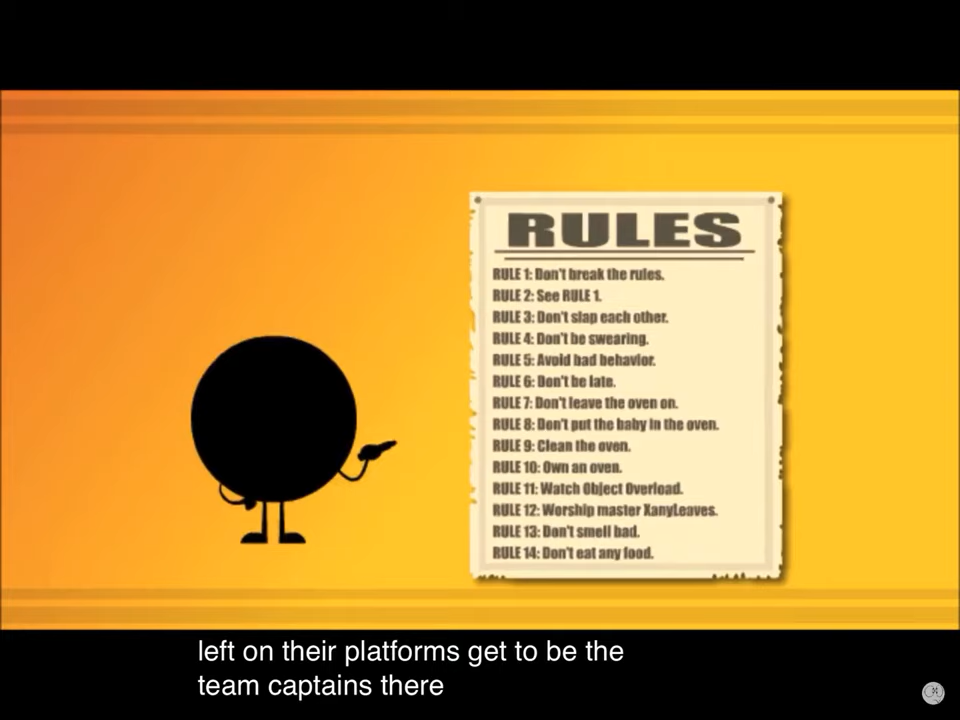 RULES
RULE 1: Don't break the rules.
RULE 2: See RULE 1.
RULE 3: Don't slap each other.
RULE 4: Don't be swearing.
RULE 5: Avoid bad behavior.
RULE 6: Don't be late.
RULE 7: Don't leave the oven on.
RULE 8: Don't put the baby in the oven.
RULE 9: Clean the oven.
RULE 10: Own an oven.
RULE 11: Watch Object Overload.
RULE 12: Worship master XanyLeaves.
RULE 13: Don't smell bad.
RULE 14: Don't eat any food.
left on their platforms get to be the
team captains there